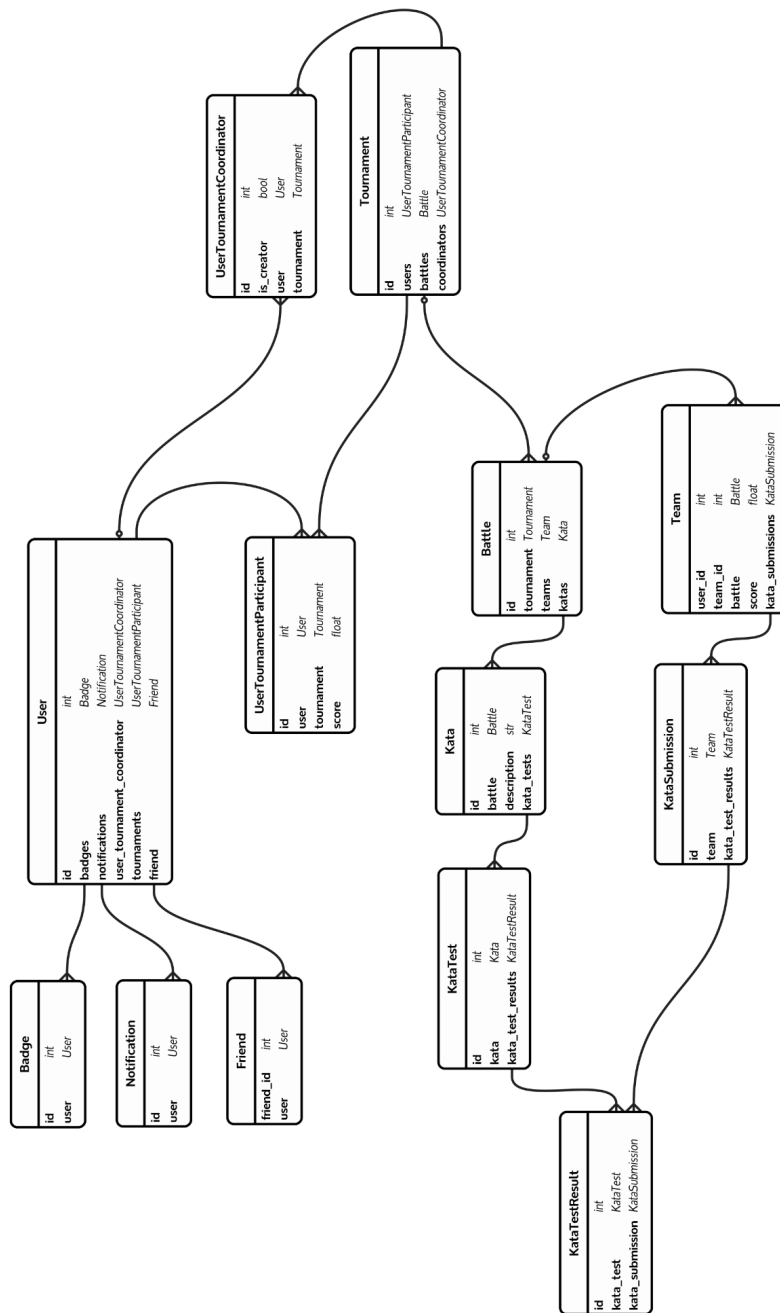 UserTournamentCoordinator
id int
is_creator bool
user User
tournament Tournament
Tournament
id int
users UserTournamentParticipant
battles Battle
coordinators UserTournamentCoordinator
User
id int
badges Badge
notifications Notification
user_tournament_coordinator UserTournamentCoordinator
tournaments UserTournamentParticipant
friend Friend
UserTournamentParticipant
id int
user User
tournament Tournament
score float
Battle
id int
tournament Tournament
teams Team
katas Kata
Team
user_id int
team_id int
battle Battle
score float
kata_submissions KataSubmission
Kata
id int
battle Battle
description str
kata_tests KataTest
KataSubmission
id int
team Team
kata_test_results KataTestResult
Badge
id int
user User
Notification
id int
user User
Friend
friend_id int
user User
KataTest
id int
kata Kata
kata_test_results KataTestResult
KataTestResult
id int
kata_test KataTest
kata_submission KataSubmission